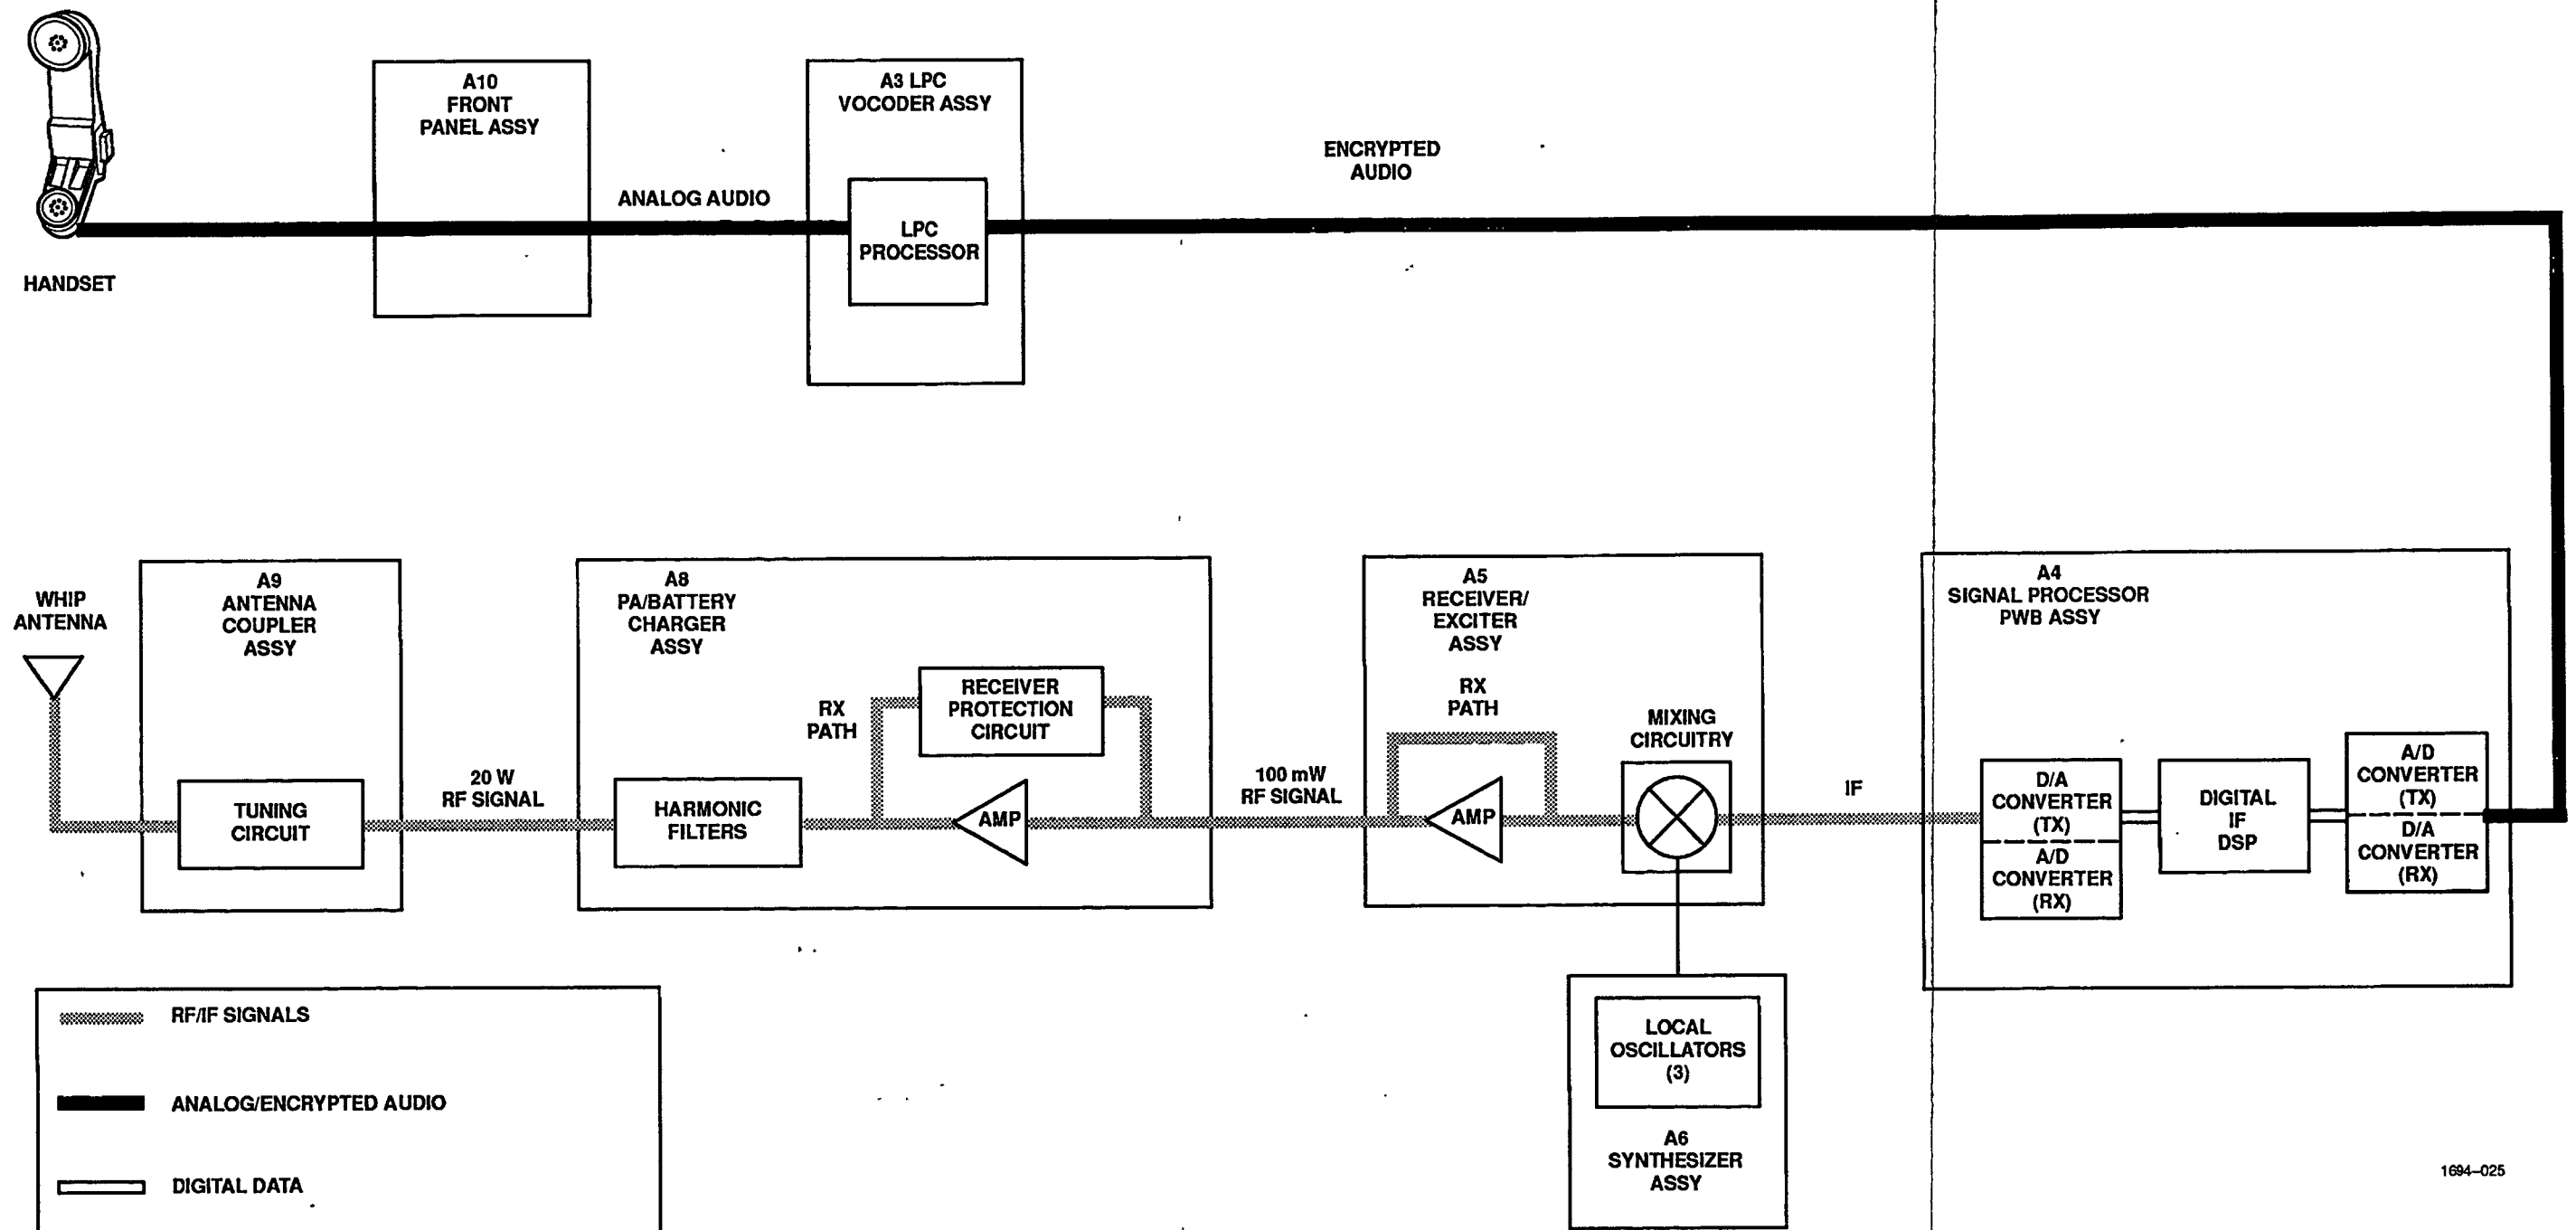 HANDSET
A10
FRONT
PANEL ASSY
ANALOG AUDIO
A3 LPC
VOCODER ASSY
LPC
PROCESSOR
ENCRYPTED
AUDIO
WHIP
ANTENNA
A9
ANTENNA
COUPLER
ASSY
TUNING
CIRCUIT
20 W
RF SIGNAL
A8
PA/BATTERY
CHARGER
ASSY
HARMONIC
FILTERS
RX
PATH
RECEIVER
PROTECTION
CIRCUIT
AMP
100 mW
RF SIGNAL
A5
RECEIVER/
EXCITER
ASSY
RX
PATH
AMP
MIXING
CIRCUITRY
IF
A4
SIGNAL PROCESSOR
PWB ASSY
D/A
CONVERTER
(TX)
A/D
CONVERTER
(RX)
DIGITAL
IF
DSP
A/D
CONVERTER
(TX)
D/A
CONVERTER
(RX)
LOCAL
OSCILLATORS
(3)
A6
SYNTHESIZER
ASSY
RF/IF SIGNALS
ANALOG/ENCRYPTED AUDIO
DIGITAL DATA
1694-025